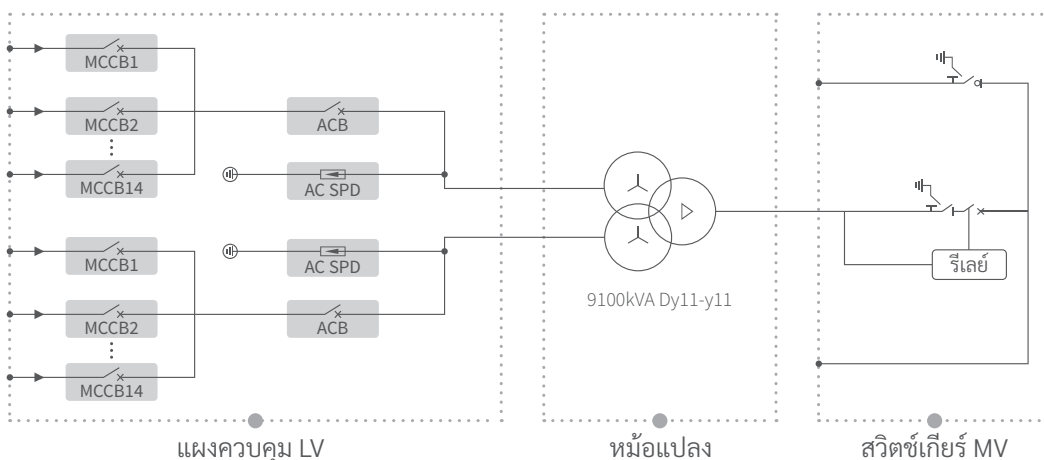 MCCB1
MCCB2
MCCB14
ACB
AC SPD
MCCB1
MCCB2
MCCB14
AC SPD
ACB
แผงควบคุม LV
9100kVA Dy11-y11
หม้อแปลง
รีเลย์
สวิตช์เกียร์ MV